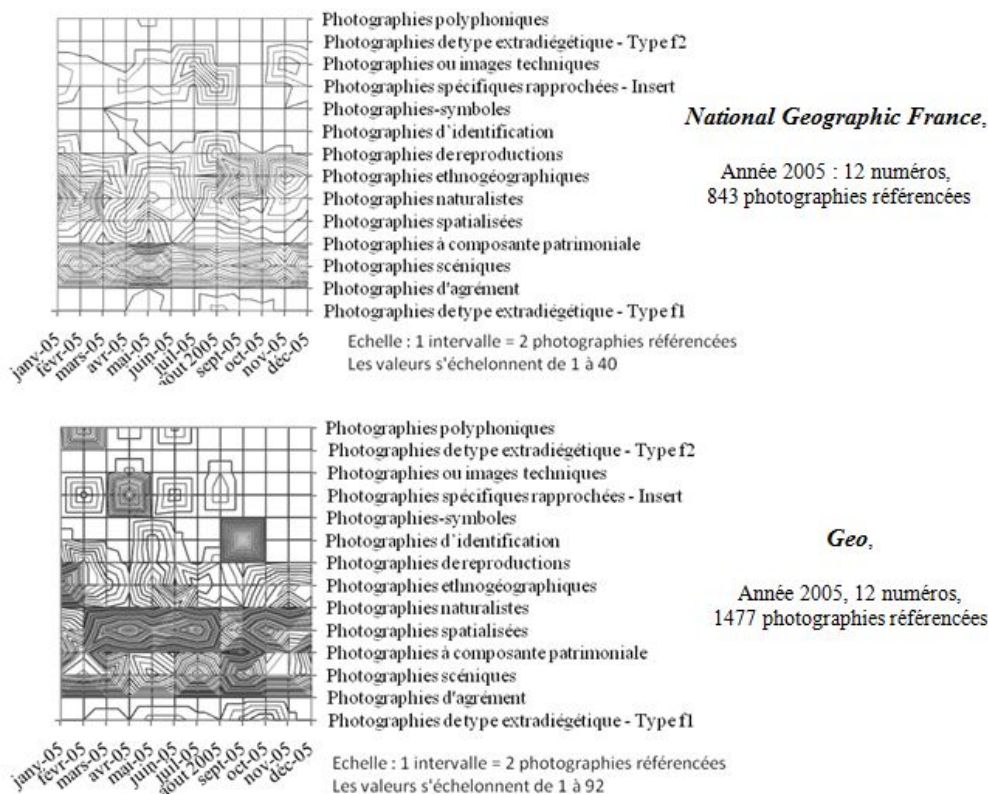 Photographies polyphoniques
Photographies de type extradiégétique - Type f2
Photographies ou images techniques
Photographies spécifiques rapprochées - Insert
Photographies-symboles
Photographies d`identification
Photographies de reproductions
Photographies ethnogéographiques
Photographies naturalistes
Photographies spatialisées
Photographies à composante patrimoniale
Photographies scéniques
Photographies d'agrément
Photographies de type extradiégétique - Type f1
janv-05
févr-05
mars-05
avr-05
mai-05
juin-05
juil-05
août 2005
sept-05
oct-05
nov-05
déc-05
Echelle : 1 intervalle = 2 photographies référencées
Les valeurs s'échelonnent de 1 à 40
National Geographic France,
Année 2005 : 12 numéros,
843 photographies référencées
Photographies polyphoniques
Photographies de type extradiégétique - Type f2
Photographies ou images techniques
Photographies spécifiques rapprochées - Insert
Photographies-symboles
Photographies d`identification
Photographies de reproductions
Photographies ethnogéographiques
Photographies naturalistes
Photographies spatialisées
Photographies à composante patrimoniale
Photographies scéniques
Photographies d'agrément
Photographies de type extradiégétique - Type f1
janv-05
févr-05
mars-05
avr-05
mai-05
juin-05
juil-05
août 2005
sept-05
oct-05
nov-05
déc-05
Echelle : 1 intervalle = 2 photographies référencées
Les valeurs s'échelonnent de 1 à 92
Geo,
Année 2005, 12 numéros,
1477 photographies référencées